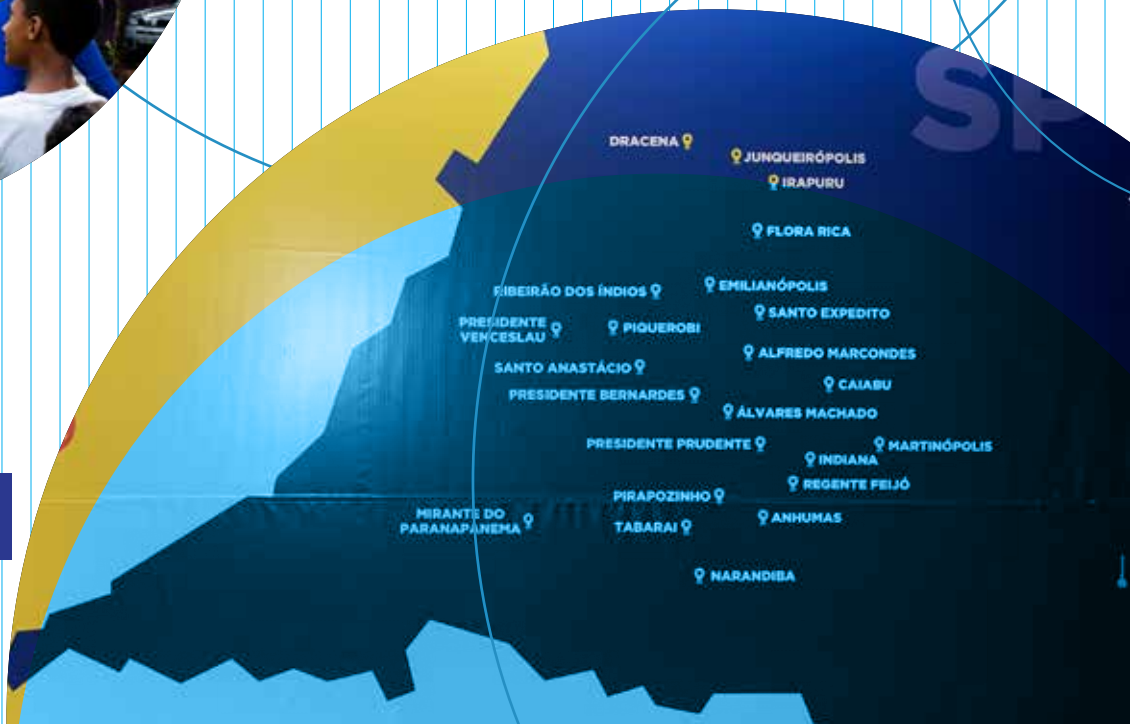 SP
DRACENA
JUNQUEIRÓPOLIS
IRAPURU
FLORA RICA
RIBEIRÃO DOS ÍNDIOS
EMILIANÓPOLIS
SANTO EXPEDITO
PRESIDENTE
VENCESLAU
PIQUEROBI
ALFREDO MARCONDES
SANTO ANASTÁCIO
CAIABU
PRESIDENTE BERNARDES
ÁLVARES MACHADO
PRESIDENTE PRUDENTE
MARTINÓPOLIS
INDIANA
REGENTE FEIJÓ
PIRAPOZINHO
MIRANTE DO
PARANAPANEMA
ANHUMAS
TABARAI
NARANDIBA